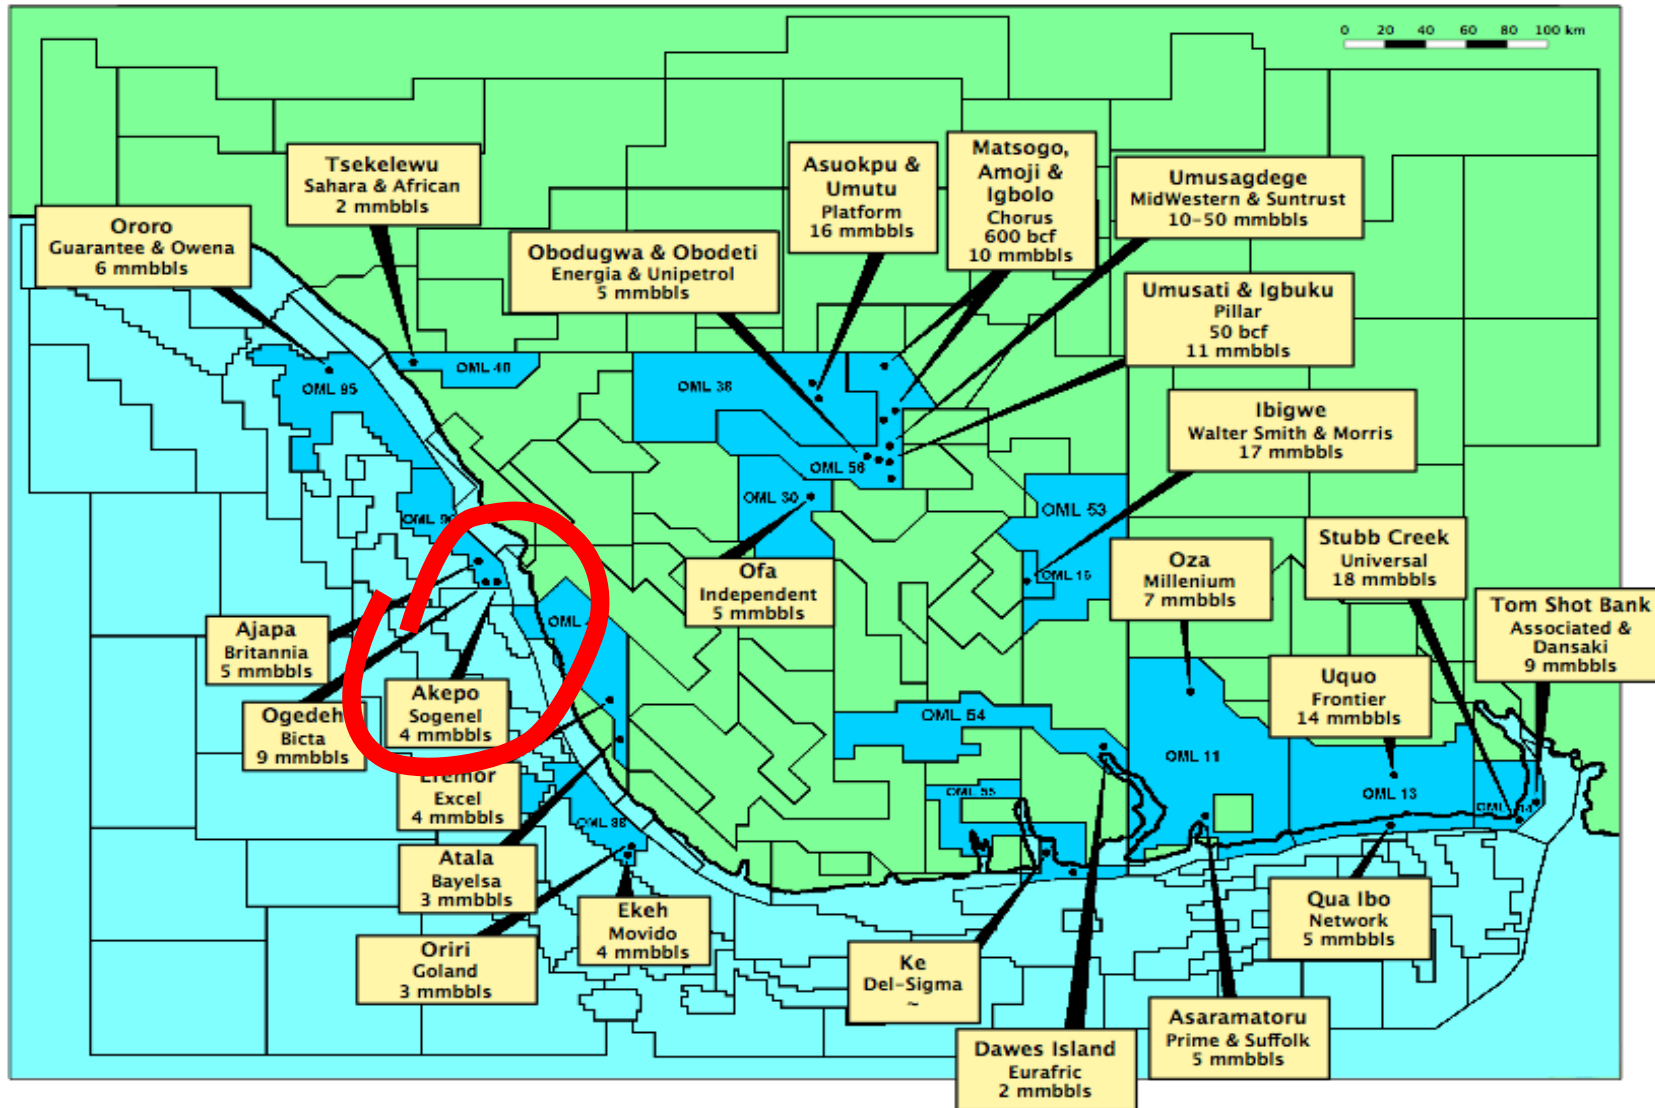 0 20 40 60 80 100 km
Tsekelewu
Sahara & African
2 mmbbls
Ororo
Guarantee & Owena
6 mmbbls
Obodugwa & Obodeti
Energia & Unipetrol
5 mmbbls
Asuokpu &
Umutu
Platform
16 mmbbls
Matsogo,
Amoji &
Igbolo
Chorus
600 bcf
10 mmbbls
Umusagdege
MidWestern & Suntrust
10-50 mmbbls
Umusati & Igbuku
Pillar
50 bcf
11 mmbbls
Ibigwe
Walter Smith & Morris
17 mmbbls
OML 95
OML 40
OML 38
OML 56
OML 30
OML 53
OML 16
OML 9
OML
Ofa
Independent
5 mmbbls
Oza
Millenium
7 mmbbls
Stubb Creek
Universal
18 mmbbls
Tom Shot Bank
Associated &
Dansaki
9 mmbbls
Uquo
Frontier
14 mmbbls
Ajapa
Britannia
5 mmbbls
Akepo
Sogenel
4 mmbbls
Ogedeh
Bicta
9 mmbbls
OML 54
OML 11
OML 13
OML 55
OML 88
Eremor
Excel
4 mmbbls
Atala
Bayelsa
3 mmbbls
Oriri
Goland
3 mmbbls
Ekeh
Movido
4 mmbbls
Ke
Del-Sigma
~
Qua Ibo
Network
5 mmbbls
Asaramatoru
Prime & Suffolk
5 mmbbls
Dawes Island
Eurafric
2 mmbbls